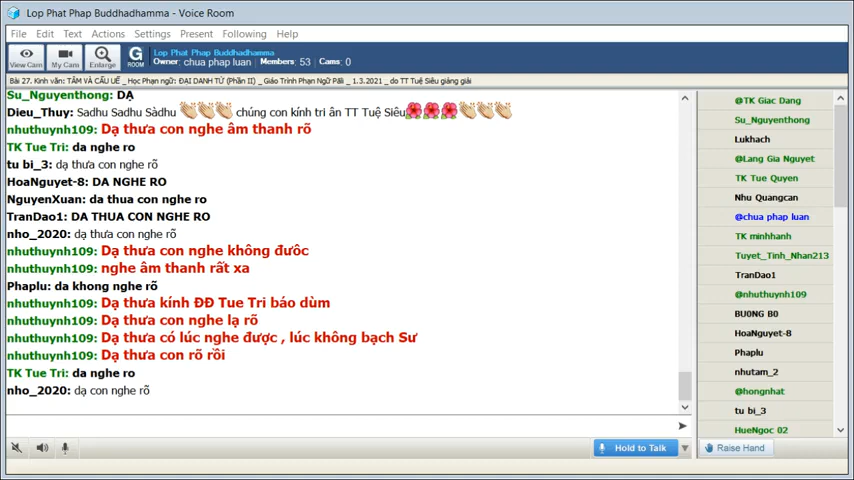 Lop Phat Phap Buddhadhamma - Voice Room
File Edit Text Actions Settings Present Following Help
View Cam My Cam Enlarge G ROOM
Lop Phat Phap Buddhadhamma
Owner: chua phap luan Members: 53 Cams: 0
Bài 27. Kinh văn: TÂM VÀ CẤU UẾ _ Học Phạn ngữ: ĐẠI DANH TỪ (Phần II) _ Giáo Trình Phạn Ngữ Pāli _ 1.3.2021 _ do TT Tuệ Siêu giảng giải
Su_Nguyenthong: DẠ
Dieu_Thuy: Sadhu Sadhu Sàdhu 👏👏👏 chúng con kính tri ân TT Tuệ Siêu🌺🌺🌺👏👏👏
nhuthuynh109: Dạ thưa con nghe âm thanh rõ
TK Tue Tri: da nghe ro
tu bi_3: dạ thưa con nghe rõ
HoaNguyet-8: DA NGHE RO
NguyenXuan: da thua con nghe ro
TranDao1: DA THUA CON NGHE RO
nho_2020: dạ thưa con nghe rõ
nhuthuynh109: Dạ thưa con nghe không đưôc
nhuthuynh109: nghe âm thanh rất xa
Phaplu: da khong nghe rõ
nhuthuynh109: Dạ thưa kính ĐĐ Tue Tri báo dùm
nhuthuynh109: Dạ thưa con nghe lạ rõ
nhuthuynh109: Dạ thưa có lúc nghe được , lúc không bạch Sư
nhuthuynh109: Dạ thưa con rõ rồi
TK Tue Tri: da nghe ro
nho_2020: dạ con nghe rõ
@TK Giac Dang
Su_Nguyenthong
Lukhach
@Lang Gia Nguyet
TK Tue Quyen
Nhu Quangcan
@chua phap luan
TK minhhanh
Tuyet_Tinh_Nhan213
TranDao1
@nhuthuynh109
BU0NG B0
HoaNguyet-8
Phaplu
nhutam_2
@hongnhat
tu bi_3
HueNgoc 02
Hold to Talk
Raise Hand